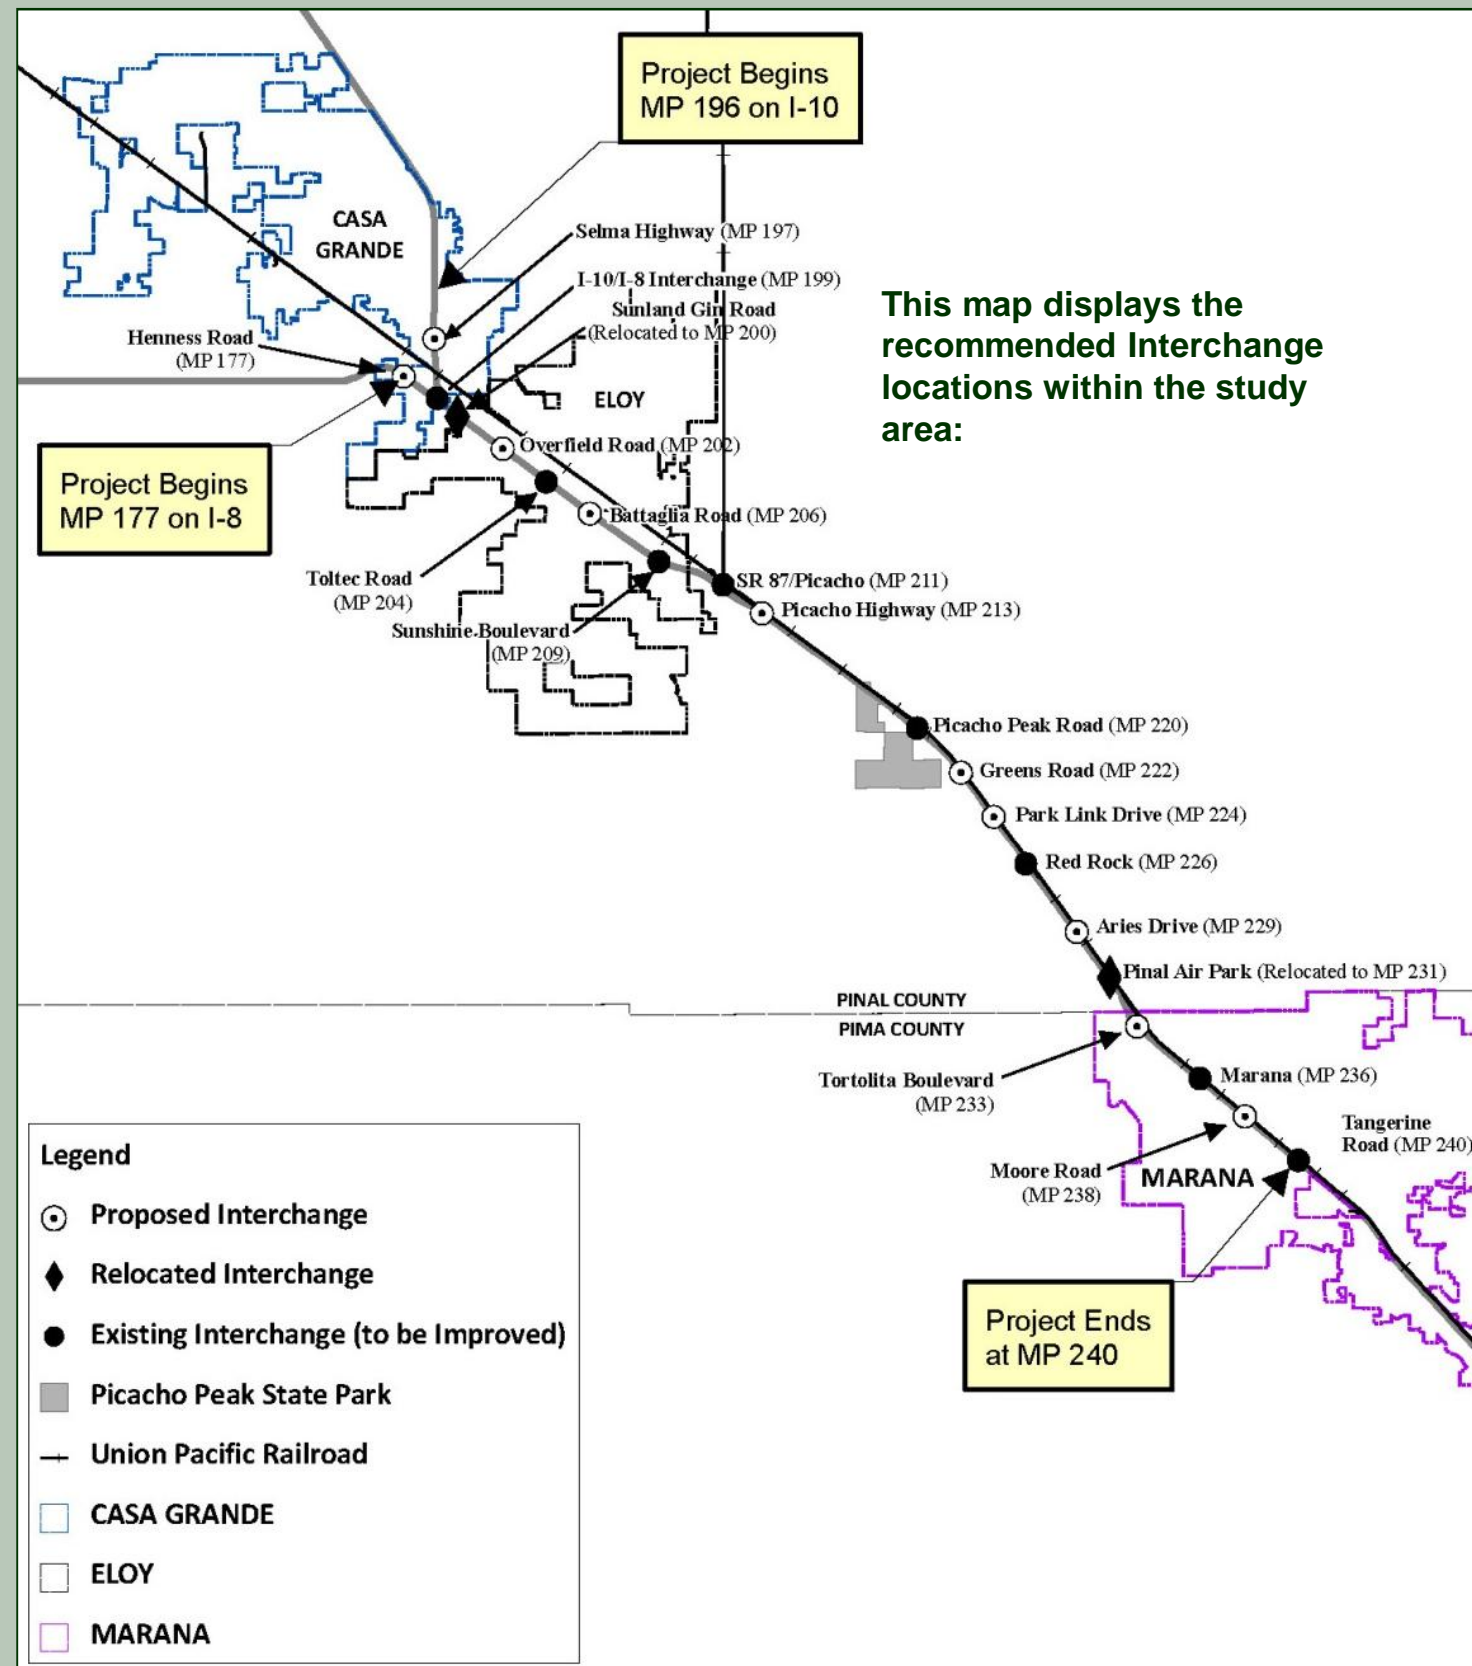 Project Begins
MP 196 on I-10
CASA
GRANDE
Selma Highway (MP 197)
I-10/I-8 Interchange (MP 199)
Sunland Gin Road
(Relocated to MP 200)
This map displays the
recommended Interchange
locations within the study
area:
Henness Road
(MP 177)
ELOY
Overfield Road (MP 202)
Project Begins
MP 177 on I-8
Battaglia Road (MP 206)
Toltec Road
(MP 204)
SR 87/Picacho (MP 211)
Picacho Highway (MP 213)
Sunshine Boulevard
(MP 209)
Picacho Peak Road (MP 220)
Greens Road (MP 222)
Park Link Drive (MP 224)
Red Rock (MP 226)
Aries Drive (MP 229)
Pinal Air Park (Relocated to MP 231)
PINAL COUNTY
PIMA COUNTY
Tortolita Boulevard
(MP 233)
Marana (MP 236)
Tangerine
Road (MP 240)
Moore Road
(MP 238)
MARANA
Project Ends
at MP 240
Legend
Proposed Interchange
Relocated Interchange
Existing Interchange (to be Improved)
Picacho Peak State Park
Union Pacific Railroad
CASA GRANDE
ELOY
MARANA